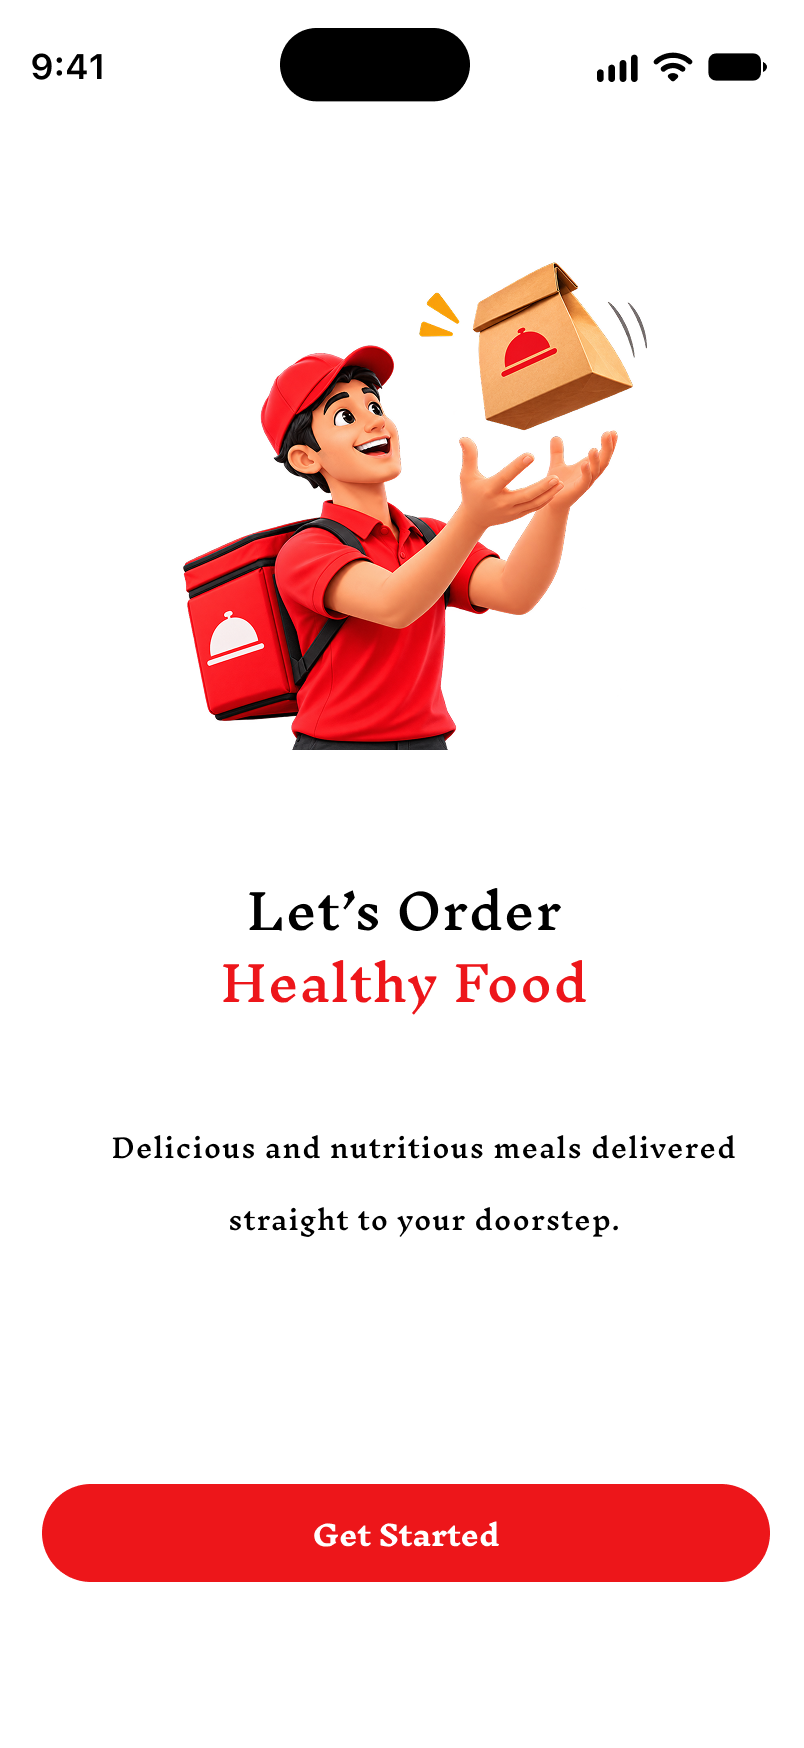 9:41
Let’s Order
Healthy Food
Delicious and nutritious meals delivered
straight to your doorstep.
Get Started